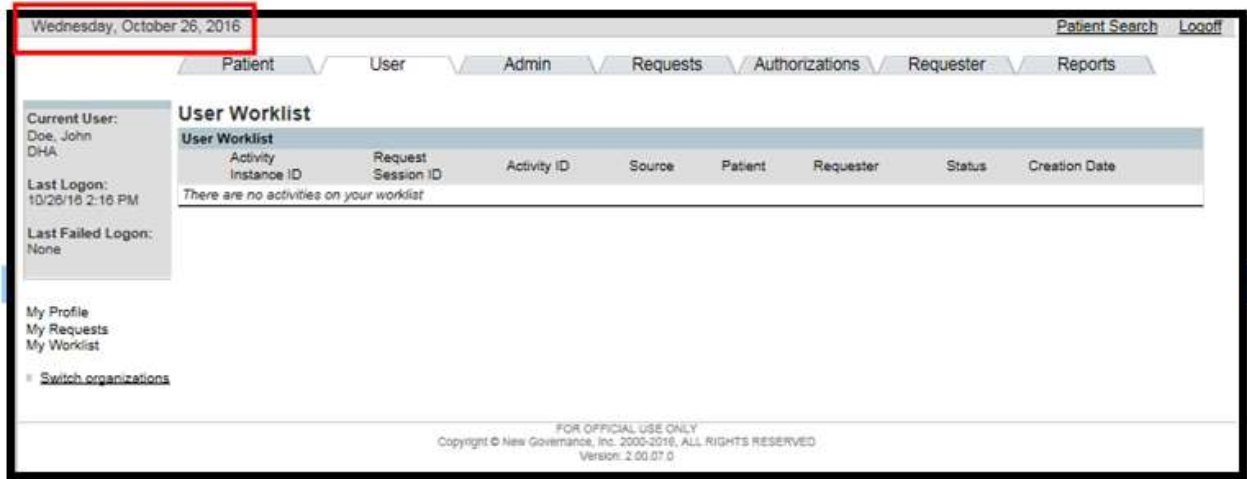 Wednesday, October 26, 2016
Patient Search Logoff
Patient User Admin Requests Authorizations Requester Reports
Current User:
Doe, John
DHA
Last Logon:
10/26/16 2:16 PM
Last Failed Logon:
None
My Profile
My Requests
My Worklist
Switch organizations
User Worklist
User Worklist
Activity Instance ID Request Session ID Activity ID Source Patient Requester Status Creation Date
There are no activities on your worklist
FOR OFFICIAL USE ONLY
Copyright © New Governance, Inc. 2000-2016, ALL RIGHTS RESERVED
Version: 2.00.07.0